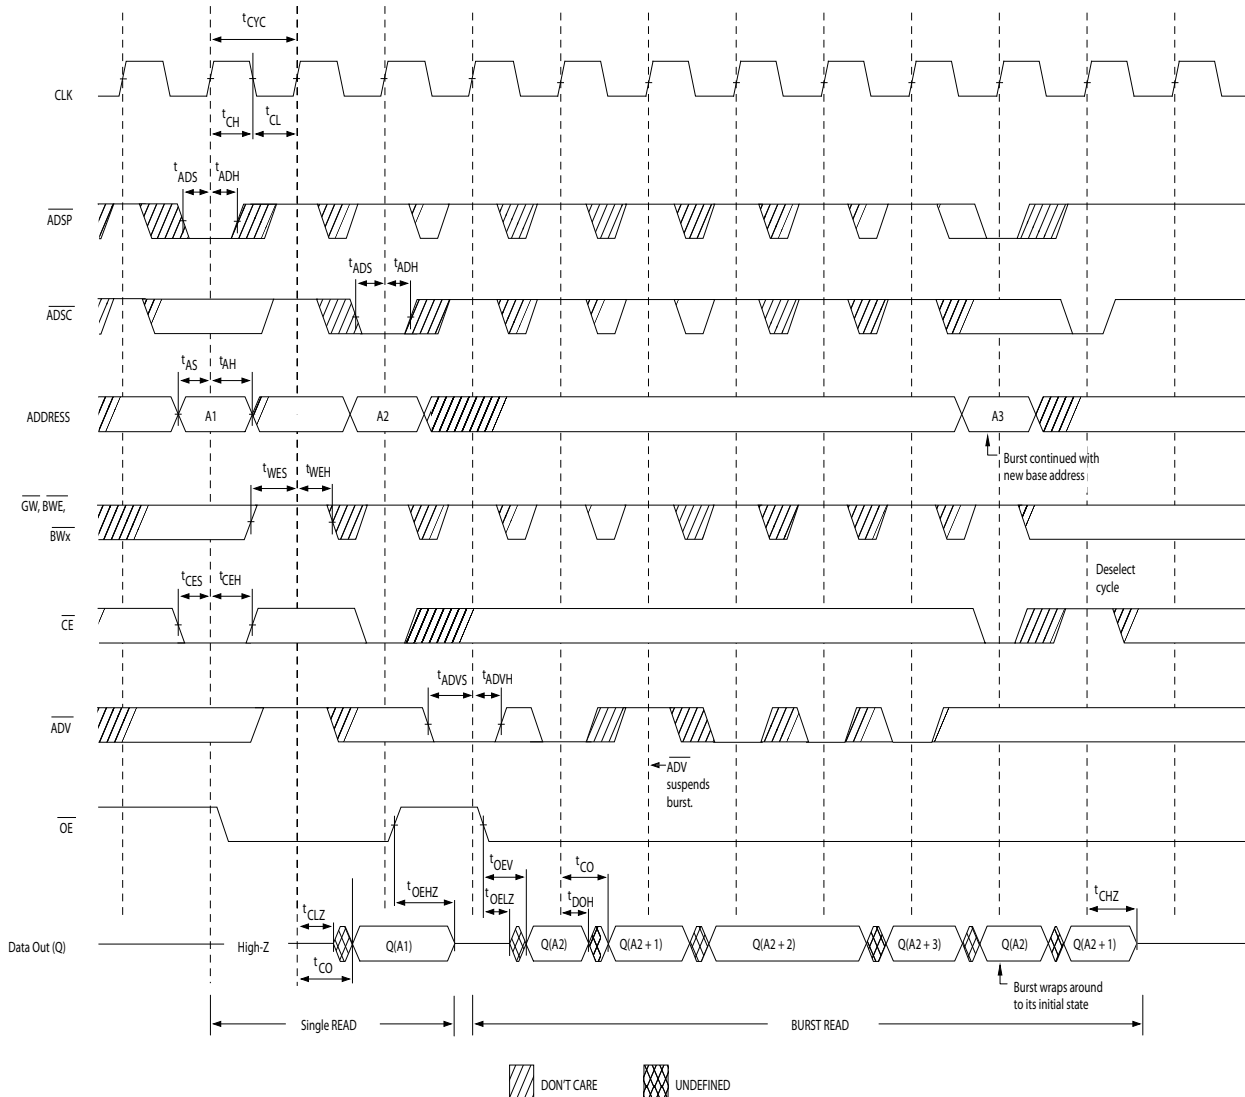 tCYC
CLK
tCH
tCL
tADS
tADH
ADSP
tADS
tADH
ADSC
tAS
tAH
ADDRESS
A1
A2
A3
Burst continued with
new base address
tWES
tWEH
GW, BWE,
BWx
Deselect
cycle
tCES
tCEH
CE
tADVS
tADVH
ADV
ADV
suspends
burst.
OE
tOEV
tCO
tOEHZ
tOELZ
tDOH
tCHZ
tCLZ
Data Out (Q)
High-Z
Q(A1)
Q(A2)
Q(A2 + 1)
Q(A2 + 2)
Q(A2 + 3)
Q(A2)
Q(A2 + 1)
tCO
Burst wraps around
to its initial state
Single READ
BURST READ
DON'T CARE
UNDEFINED